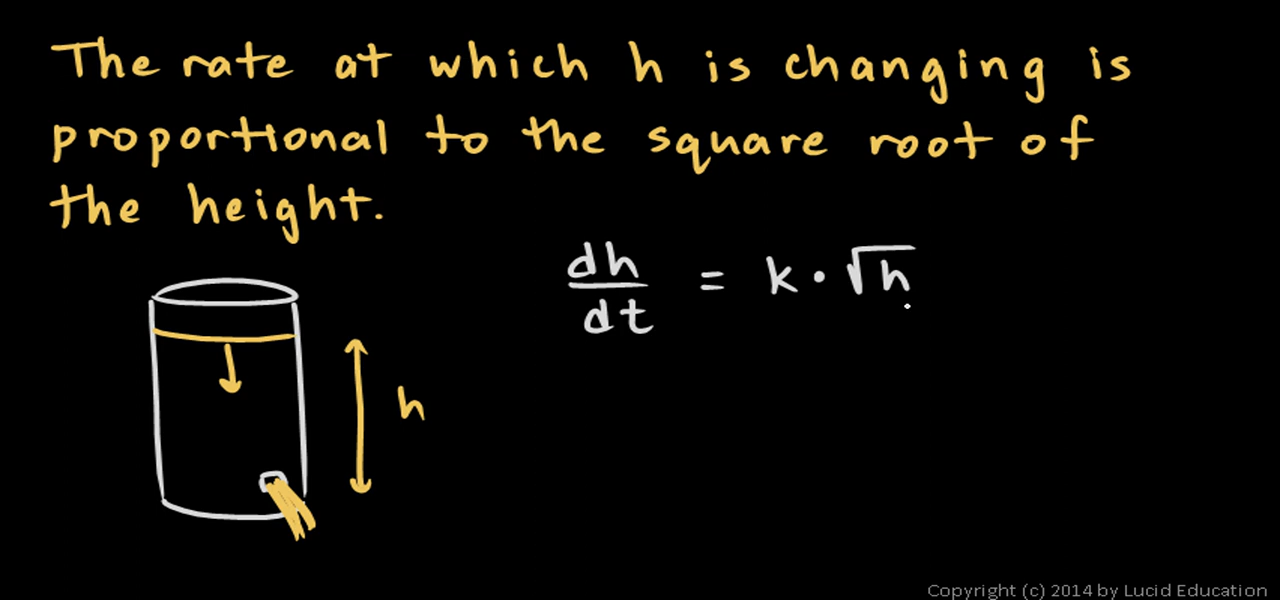 The rate at which h is changing is
proportional to the square root of
the height.
dh/dt = k · √h
h
Copyright (c) 2014 by Lucid Education